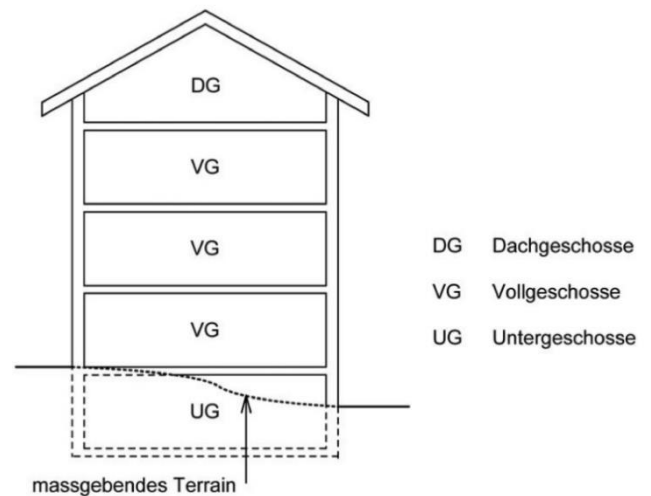 DG
VG
VG
DG Dachgeschosse
VG Vollgeschosse
VG
UG Untergeschosse
UG
massgebendes Terrain